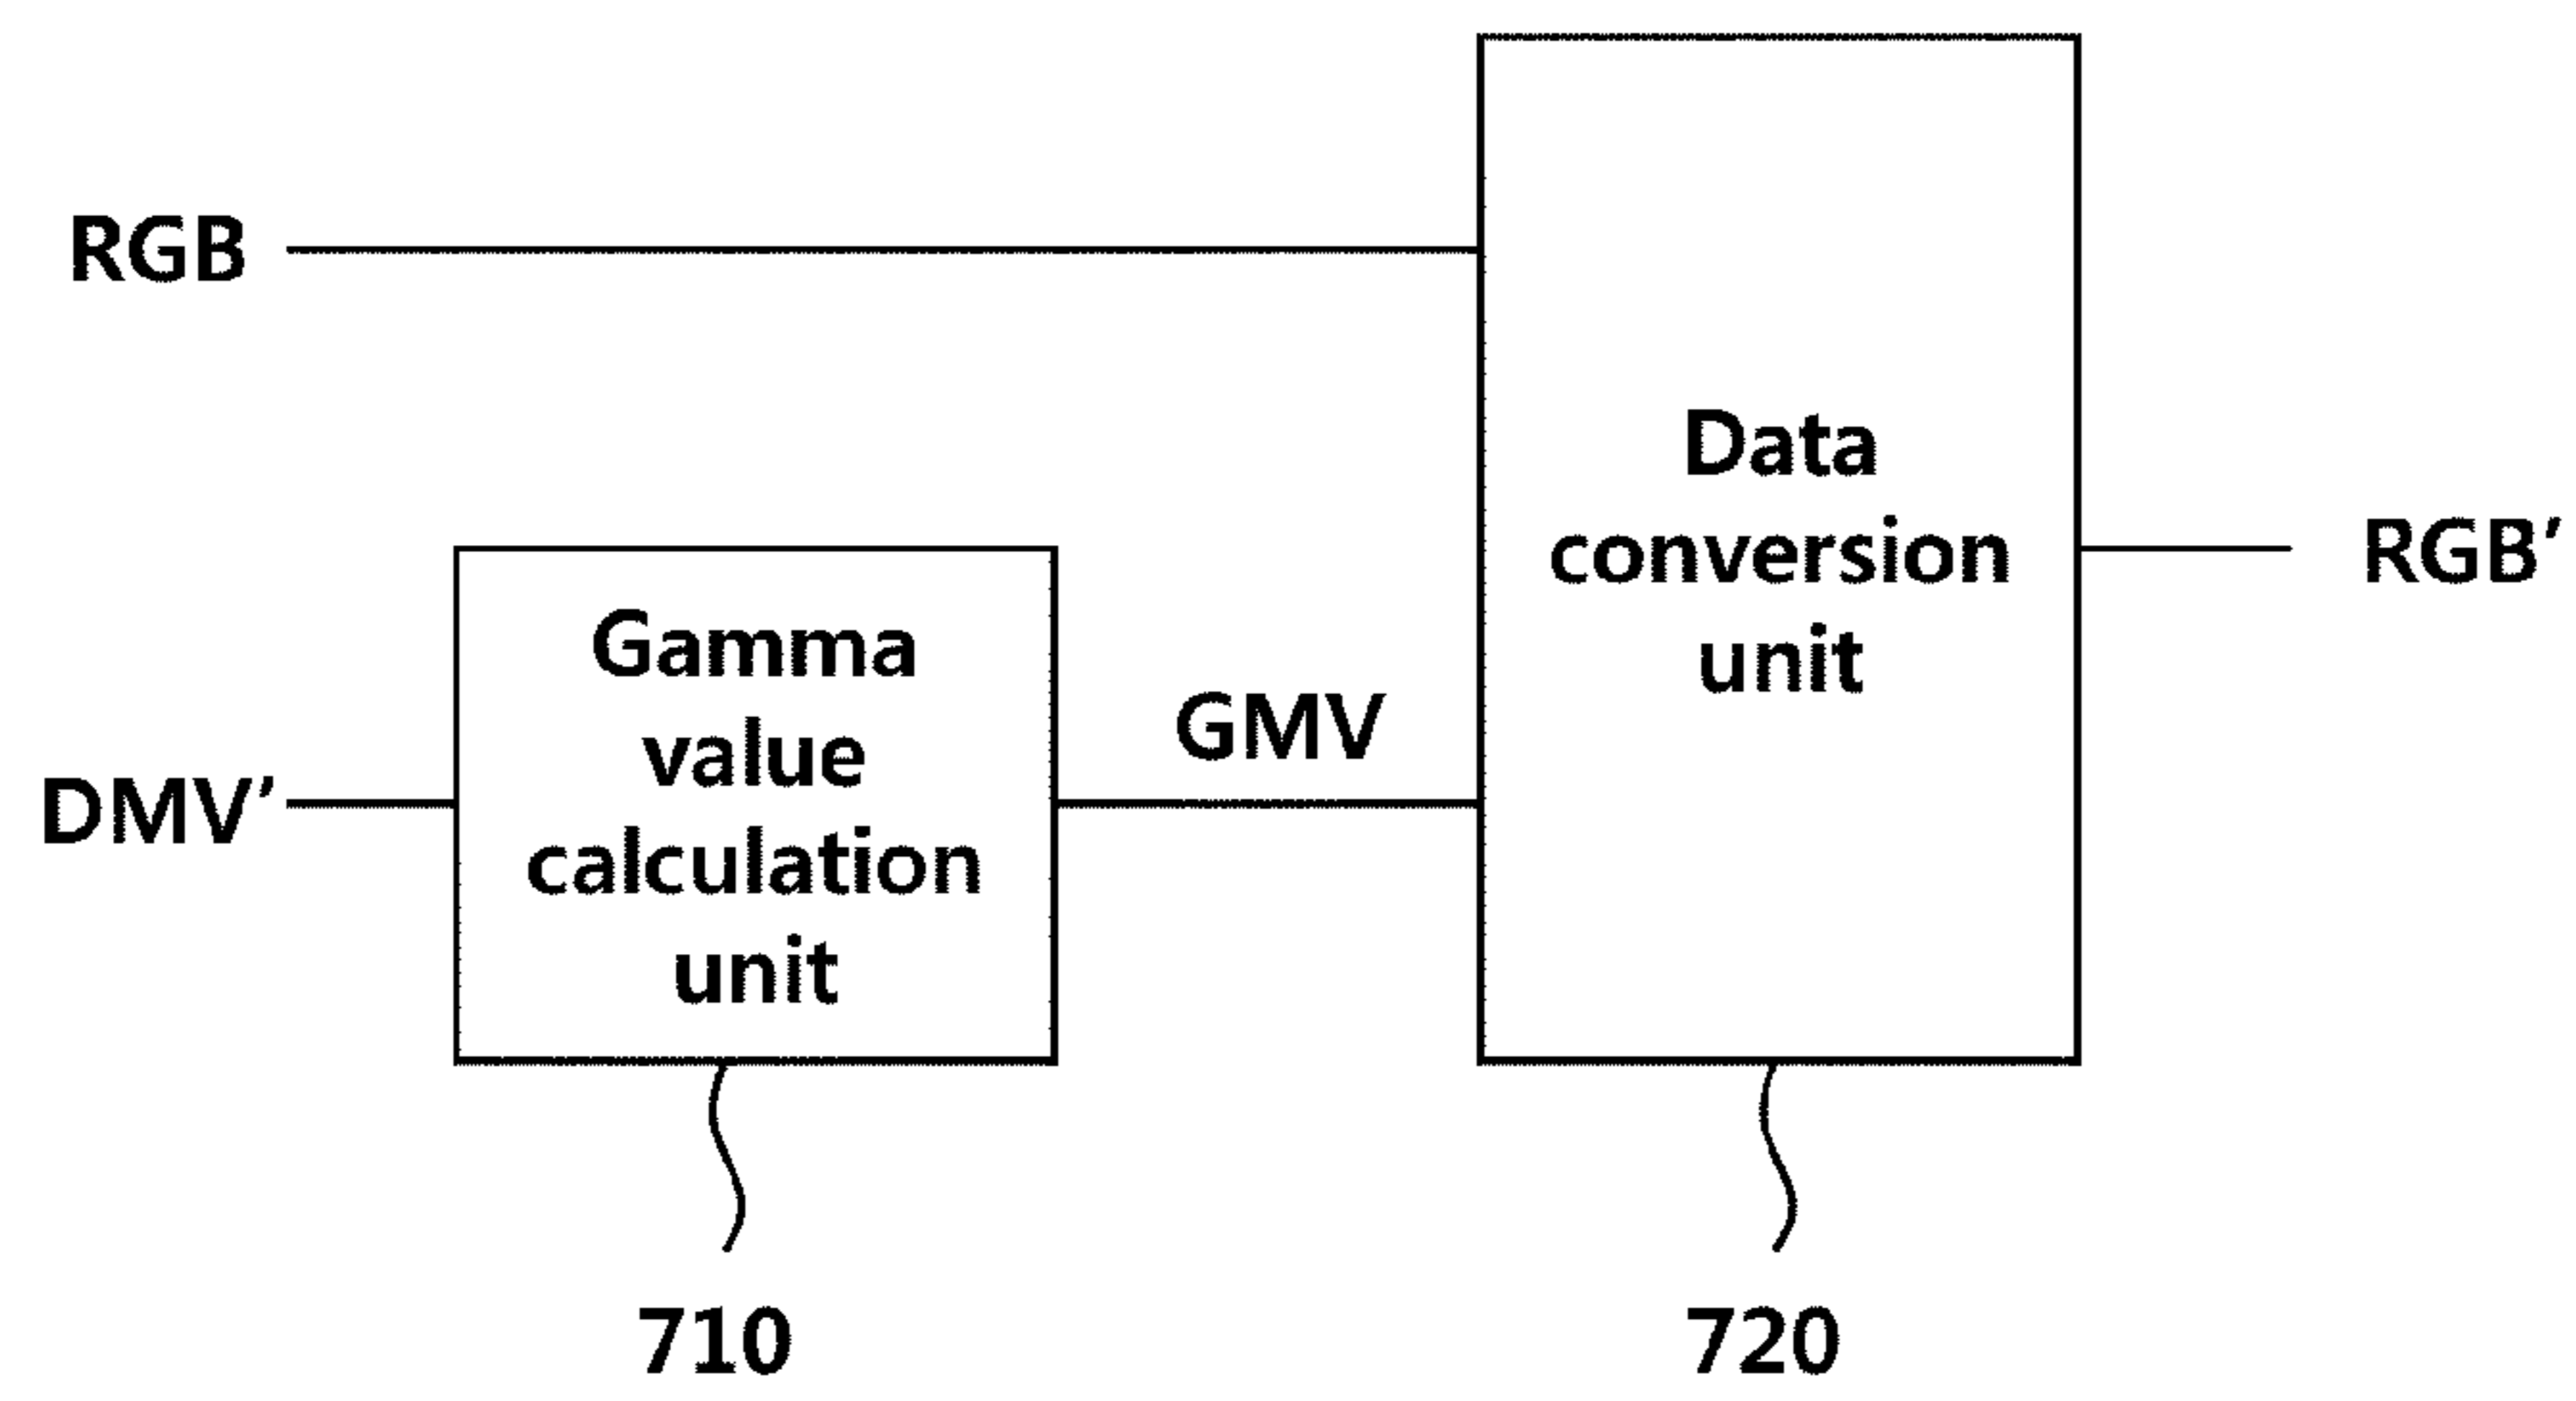 RGB
Data
conversion
unit
RGB’
Gamma
value
calculation
unit
DMV’
GMV
710
720